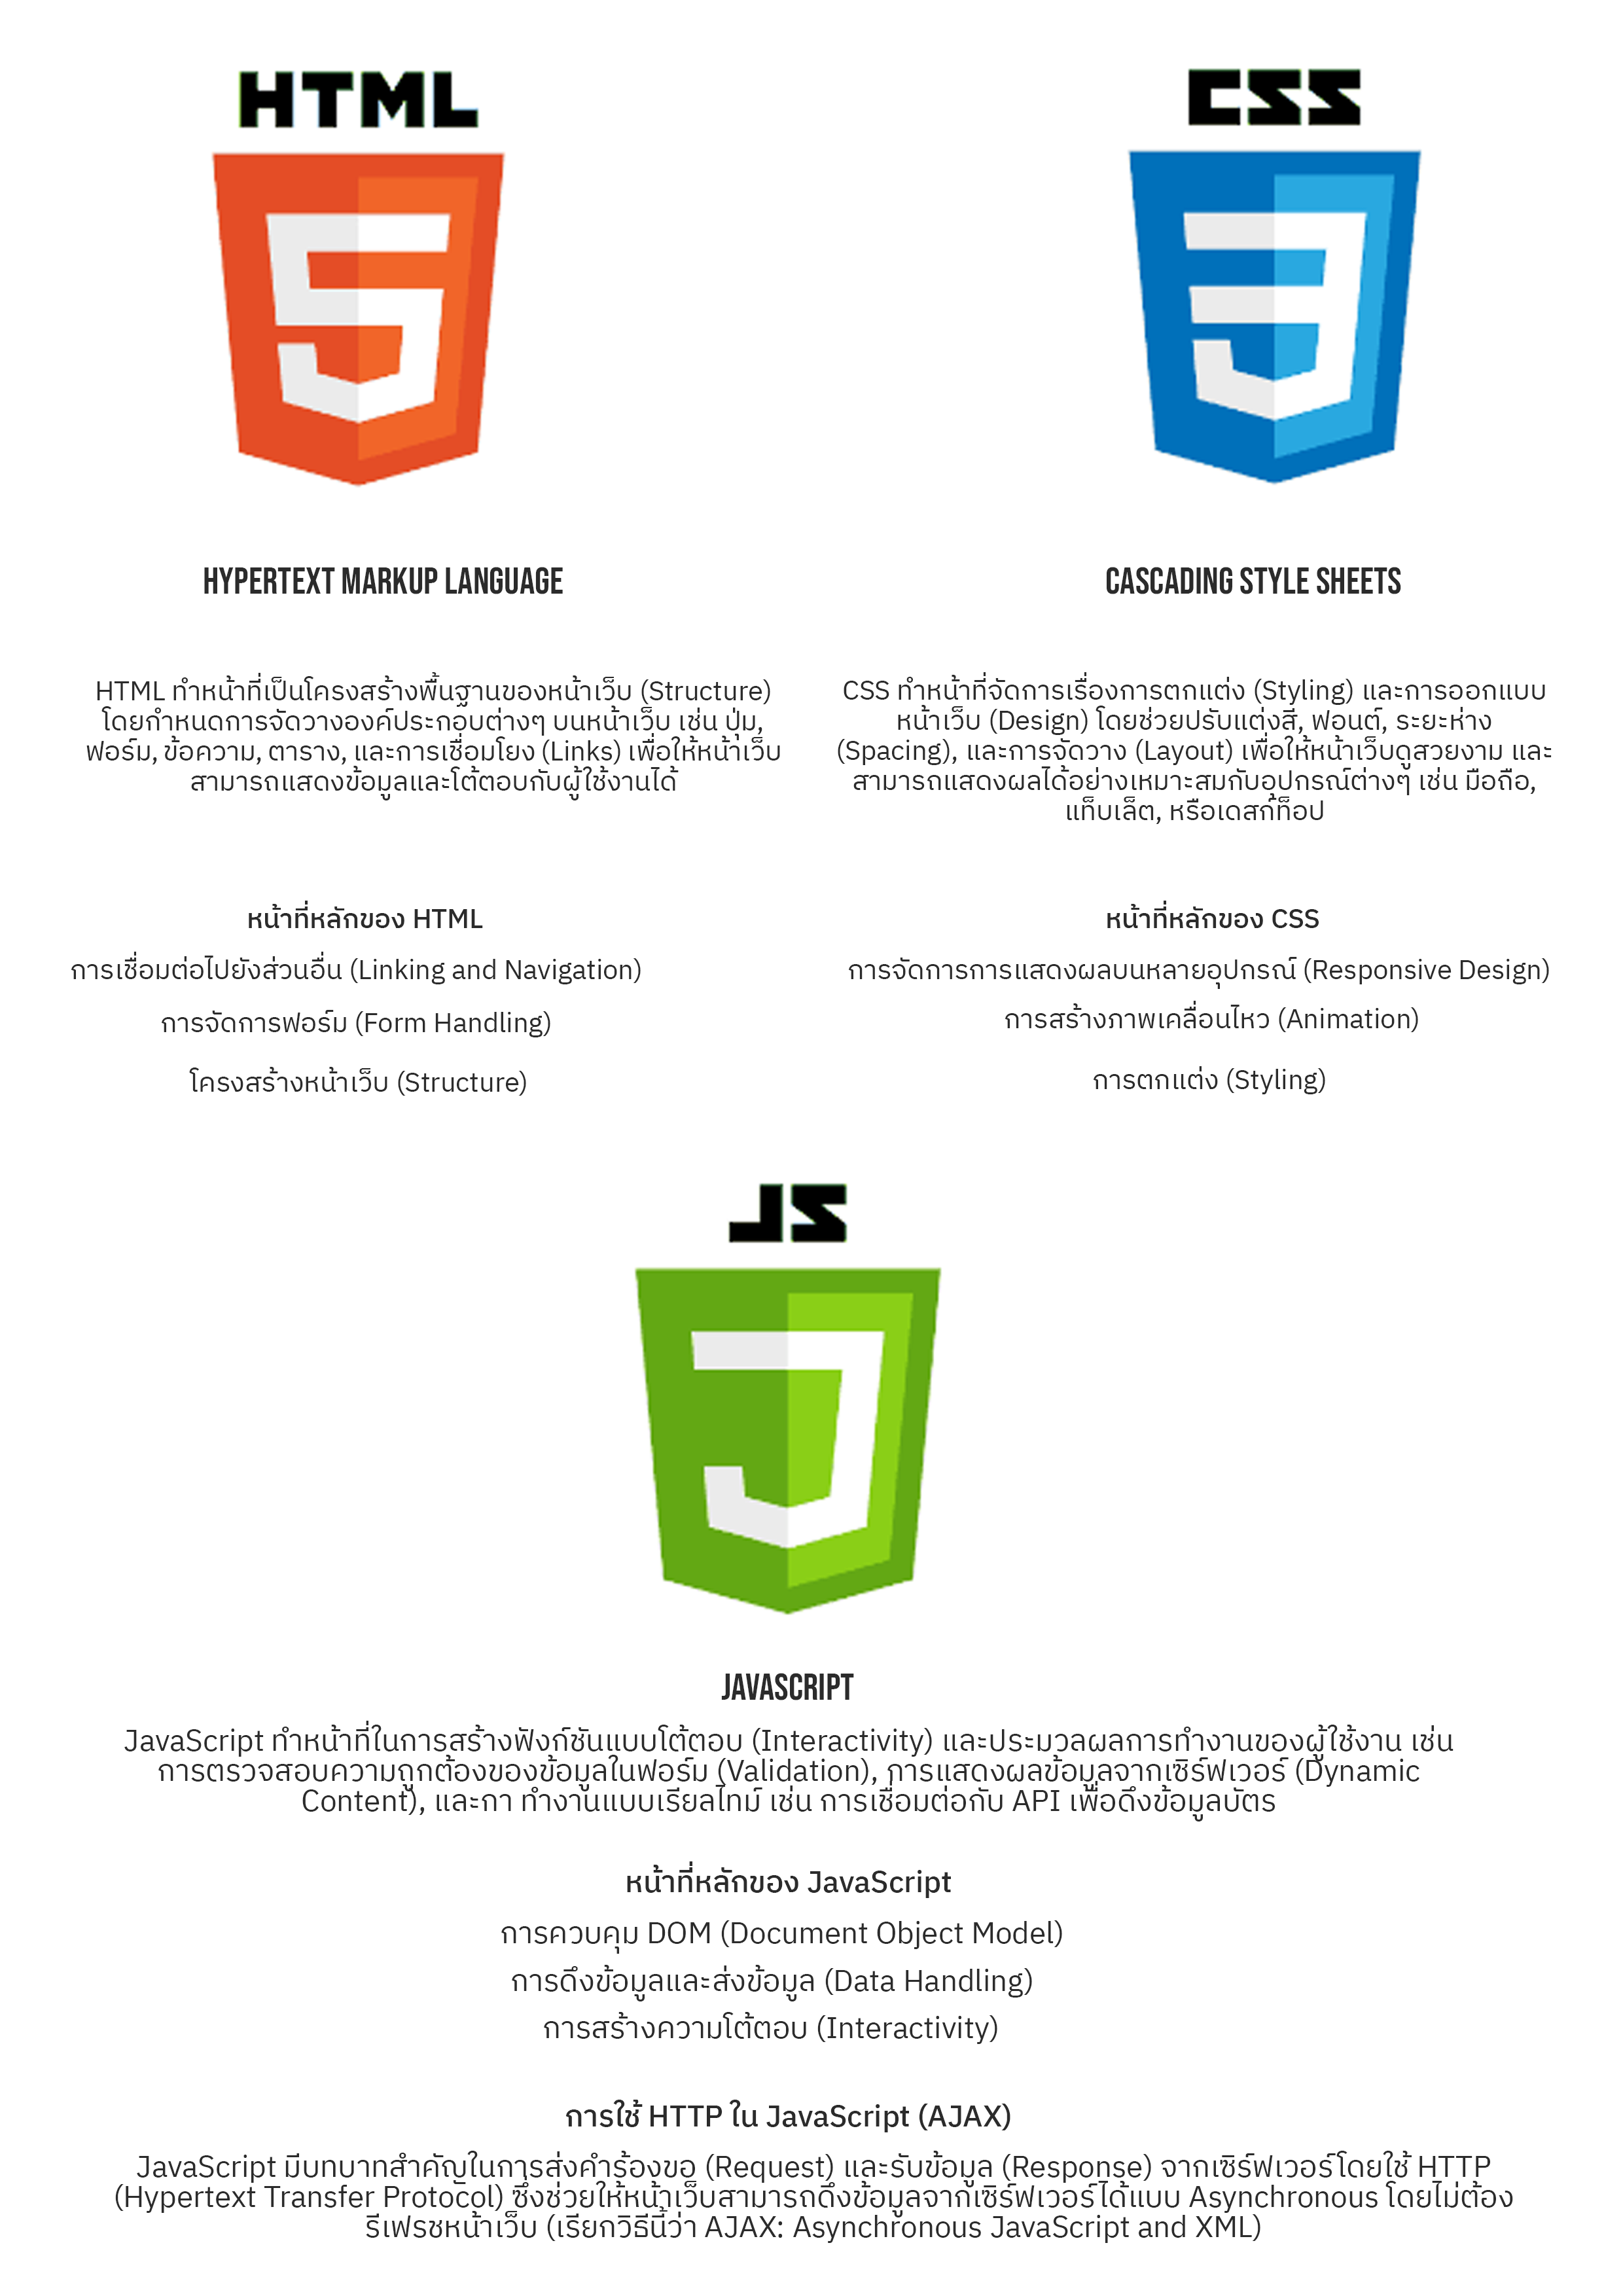 HTML
HYPERTEXT MARKUP LANGUAGE
HTML ทำหน้าที่เป็นโครงสร้างพื้นฐานของหน้าเว็บ (Structure)
โดยกำหนดการจัดวางองค์ประกอบต่างๆ บนหน้าเว็บ เช่น ปุ่ม,
ฟอร์ม, ข้อความ, ตาราง, และการเชื่อมโยง (Links) เพื่อให้หน้าเว็บ
สามารถแสดงข้อมูลและโต้ตอบกับผู้ใช้งานได้
หน้าที่หลักของ HTML
การเชื่อมต่อไปยังส่วนอื่น (Linking and Navigation)
การจัดการฟอร์ม (Form Handling)
โครงสร้างหน้าเว็บ (Structure)
CSS
CASCADING STYLE SHEETS
CSS ทำหน้าที่จัดการเรื่องการตกแต่ง (Styling) และการออกแบบ
หน้าเว็บ (Design) โดยช่วยปรับแต่งสี, ฟอนต์, ระยะห่าง
(Spacing), และการจัดวาง (Layout) เพื่อให้หน้าเว็บดูสวยงาม และ
สามารถแสดงผลได้อย่างเหมาะสมกับอุปกรณ์ต่างๆ เช่น มือถือ,
แท็บเล็ต, หรือเดสก์ท็อป
หน้าที่หลักของ CSS
การจัดการการแสดงผลบนหลายอุปกรณ์ (Responsive Design)
การสร้างภาพเคลื่อนไหว (Animation)
การตกแต่ง (Styling)
JS
JAVASCRIPT
JavaScript ทำหน้าที่ในการสร้างฟังก์ชันแบบโต้ตอบ (Interactivity) และประมวลผลการทำงานของผู้ใช้งาน เช่น
การตรวจสอบความถูกต้องของข้อมูลในฟอร์ม (Validation), การแสดงผลข้อมูลจากเซิร์ฟเวอร์ (Dynamic
Content), และกา ทำงานแบบเรียลไทม์ เช่น การเชื่อมต่อกับ API เพื่อดึงข้อมูลบัตร
หน้าที่หลักของ JavaScript
การควบคุม DOM (Document Object Model)
การดึงข้อมูลและส่งข้อมูล (Data Handling)
การสร้างความโต้ตอบ (Interactivity)
การใช้ HTTP ใน JavaScript (AJAX)
JavaScript มีบทบาทสำคัญในการส่งคำร้องขอ (Request) และรับข้อมูล (Response) จากเซิร์ฟเวอร์โดยใช้ HTTP
(Hypertext Transfer Protocol) ซึ่งช่วยให้หน้าเว็บสามารถดึงข้อมูลจากเซิร์ฟเวอร์ได้แบบ Asynchronous โดยไม่ต้อง
รีเฟรชหน้าเว็บ (เรียกวิธีนี้ว่า AJAX: Asynchronous JavaScript and XML)